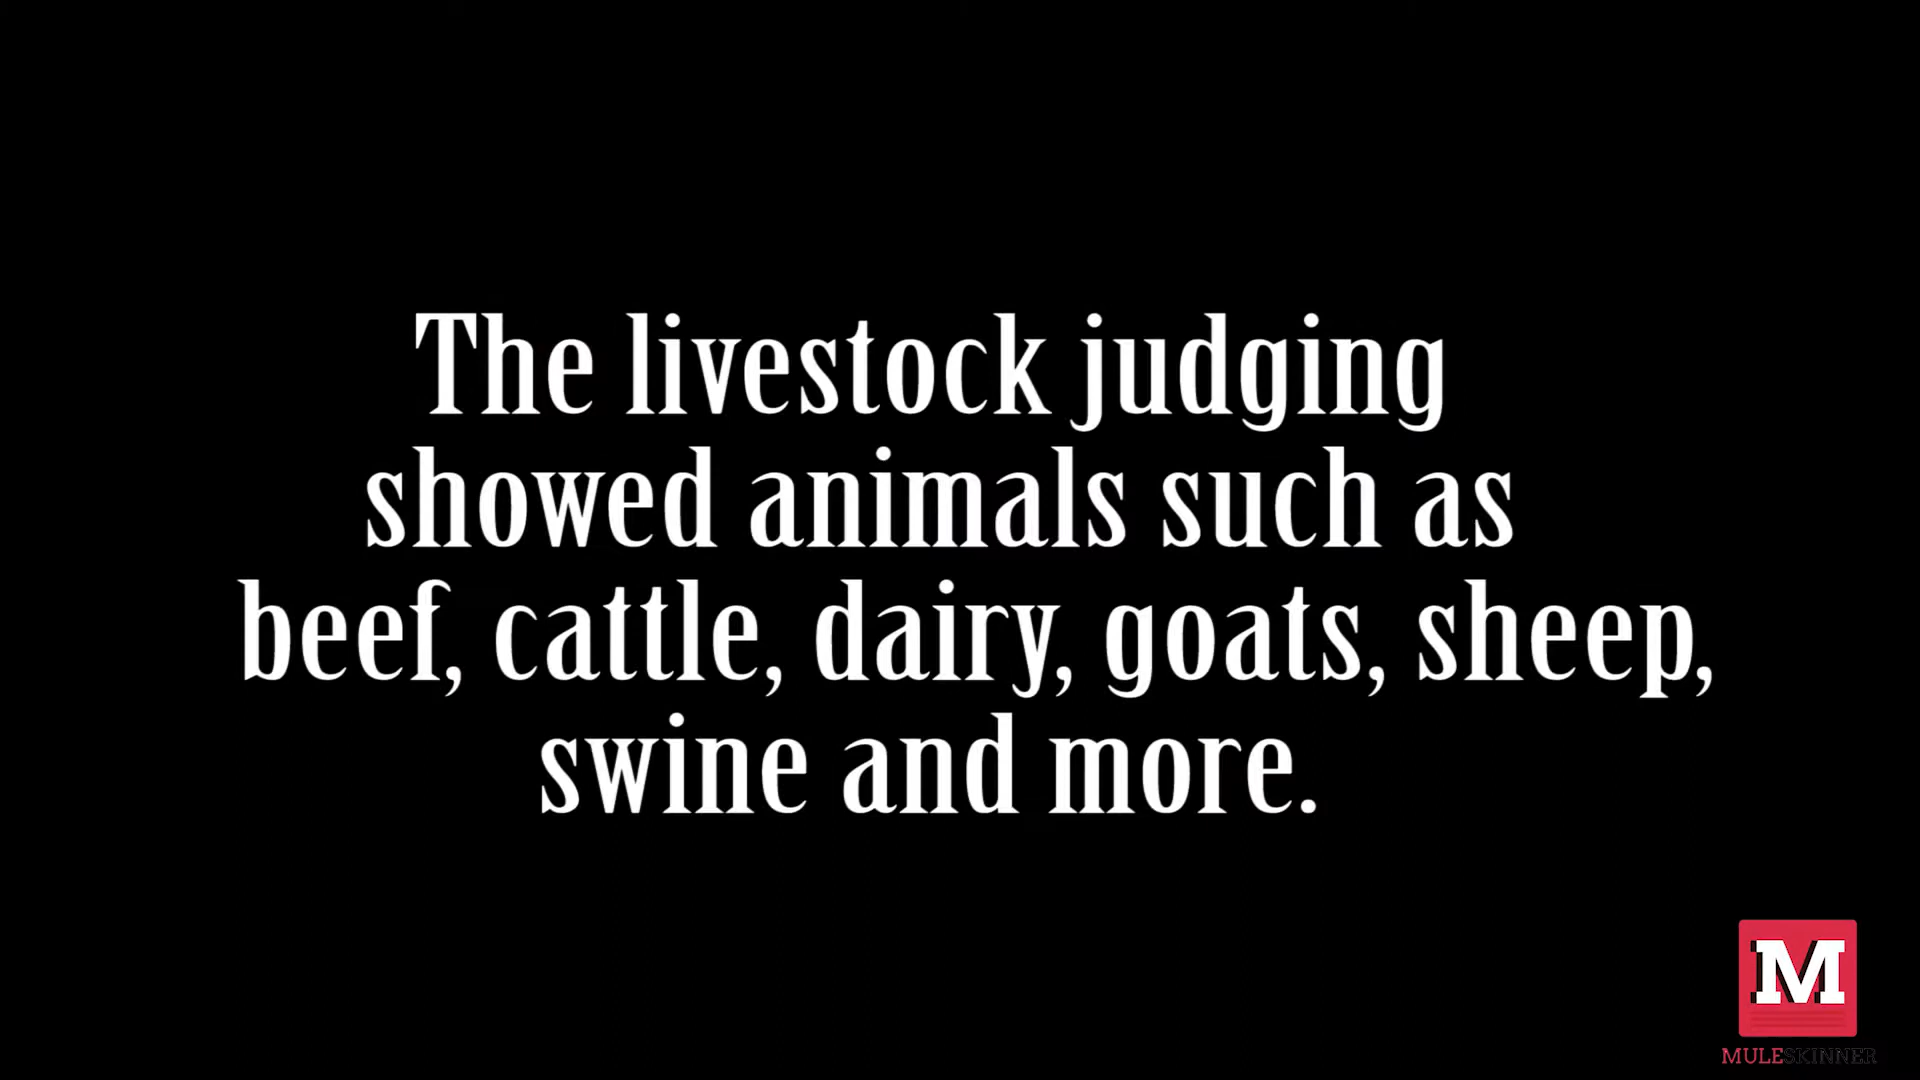 The livestock judging
showed animals such as
beef, cattle, dairy, goats, sheep,
swine and more.
M
MULESKINNER